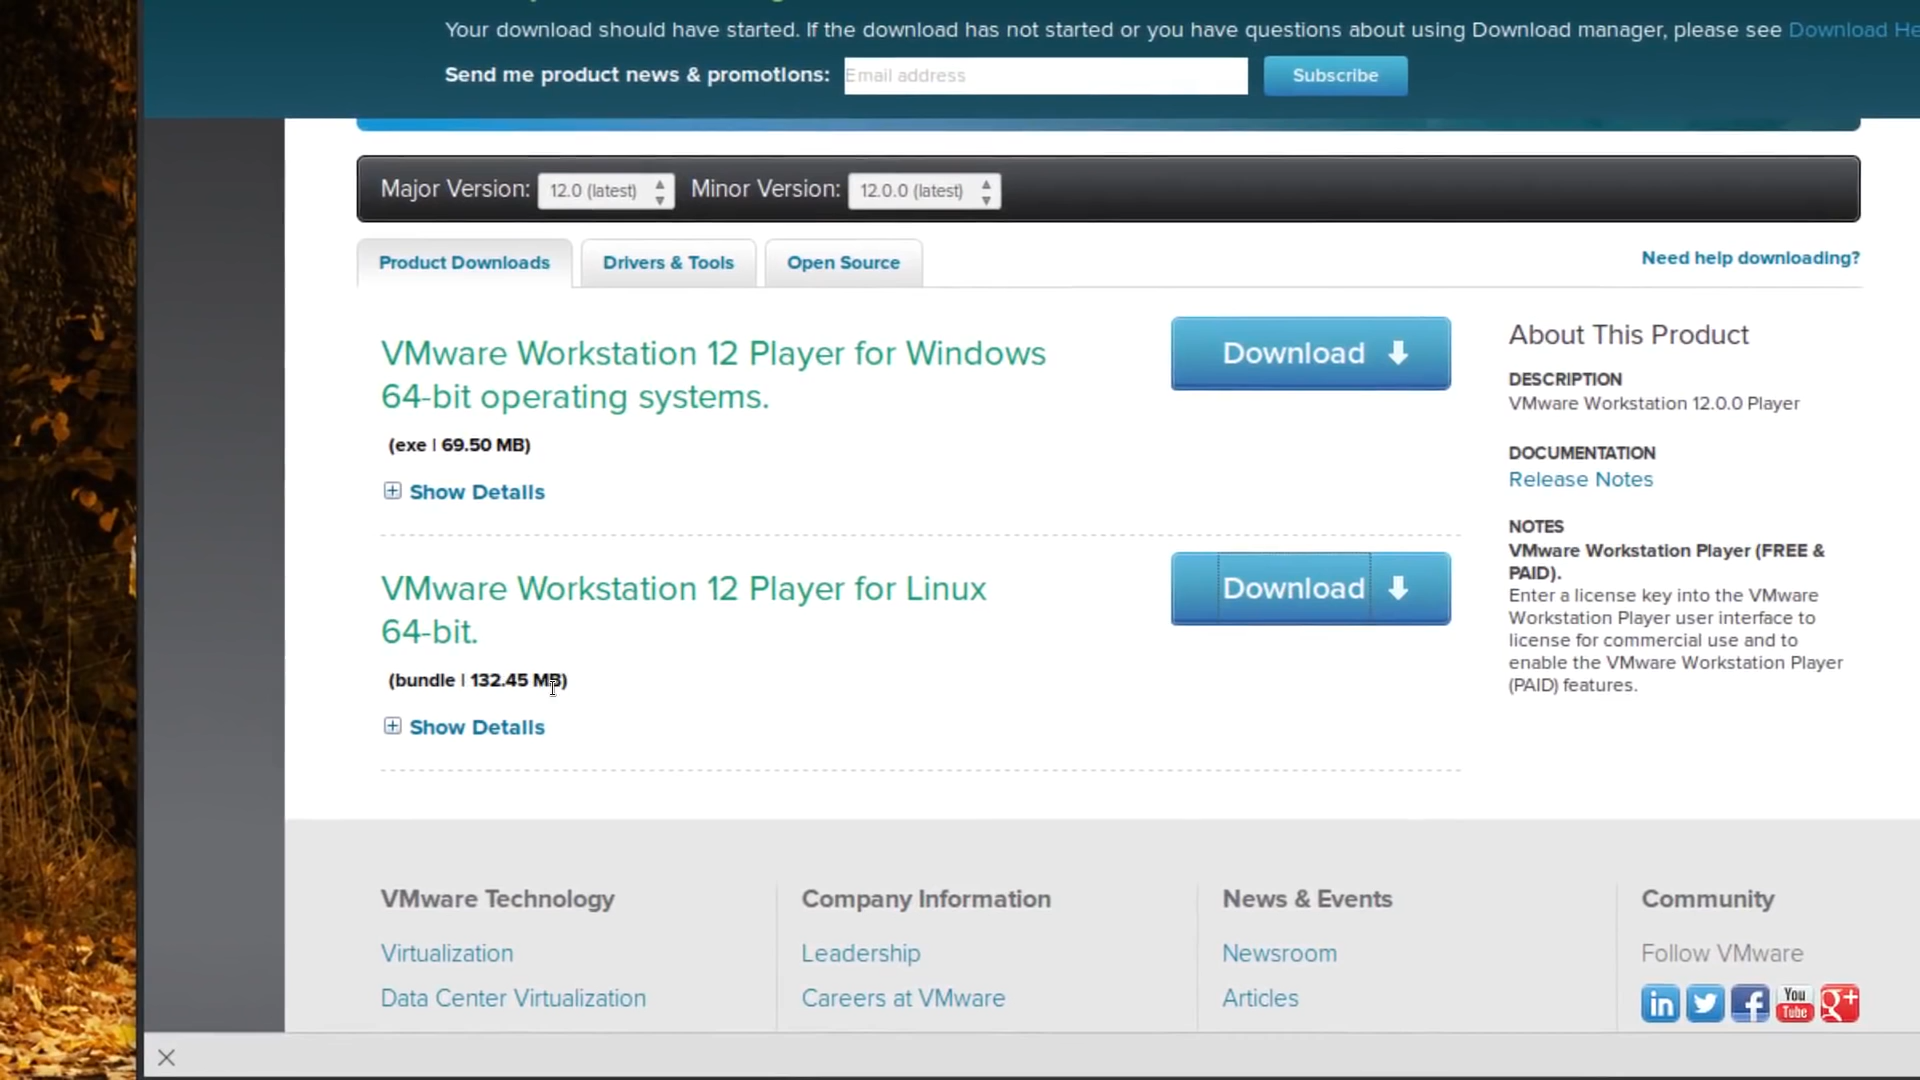 Your download should have started. If the download has not started or you have questions about using Download manager, please see Download He
Send me product news & promotions: Email address Subscribe
Major Version: 12.0 (latest) Minor Version: 12.0.0 (latest)
Product Downloads Drivers & Tools Open Source Need help downloading?
VMware Workstation 12 Player for Windows
64-bit operating systems.
(exe | 69.50 MB)
Show Details
Download
VMware Workstation 12 Player for Linux
64-bit.
(bundle | 132.45 MB)
Show Details
Download
About This Product
DESCRIPTION
VMware Workstation 12.0.0 Player
DOCUMENTATION
Release Notes
NOTES
VMware Workstation Player (FREE &
PAID).
Enter a license key into the VMware
Workstation Player user interface to
license for commercial use and to
enable the VMware Workstation Player
(PAID) features.
VMware Technology
Virtualization
Data Center Virtualization
Company Information
Leadership
Careers at VMware
News & Events
Newsroom
Articles
Community
Follow VMware
in
You
Tube
g+